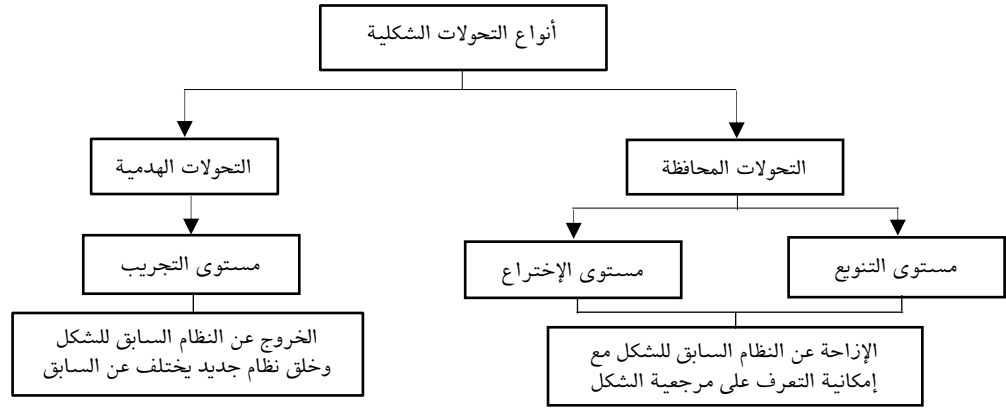 أنواع التحولات الشكلية
التحولات المحافظة
التحولات الهدمية
مستوى التنويع
مستوى الإختراع
مستوى التجريب
الإزاحة عن النظام السابق للشكل مع
إمكانية التعرف على مرجعية الشكل
الخروج عن النظام السابق للشكل
وخلق نظام جديد يختلف عن السابق